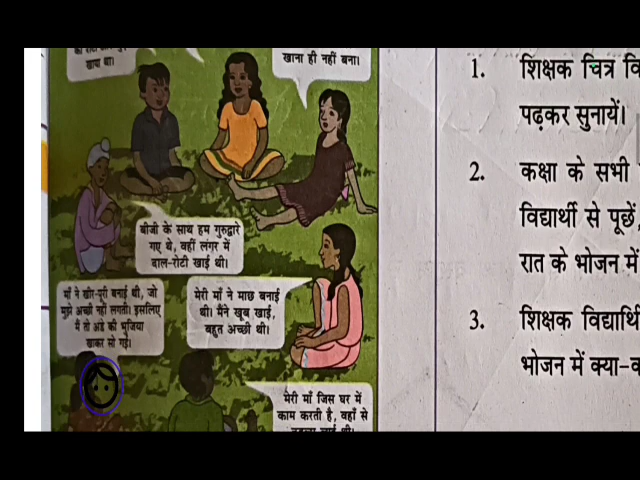 खाया था।
खाना ही नहीं बना।
बीजी के साथ हम गुरुद्वारे
गए थे, वहीं लंगर में
दाल-रोटी खाई थी।
माँ ने खीर-पूरी बनाई थी, जो
मुझे अच्छी नहीं लगती। इसलिए
मैं तो अंडे की भुजिया
खाकर सो गई।
मेरी माँ ने माछ बनाई
थी। मैंने खूब खाई,
बहुत अच्छी थी।
मेरी माँ जिस घर में
काम करती है, वहाँ से
1. शिक्षक चित्र
पढ़कर सुनायें।
2. कक्षा के सभी
विद्यार्थी से पूछें,
रात के भोजन में
3. शिक्षक विद्यार्थि
भोजन में क्या-क